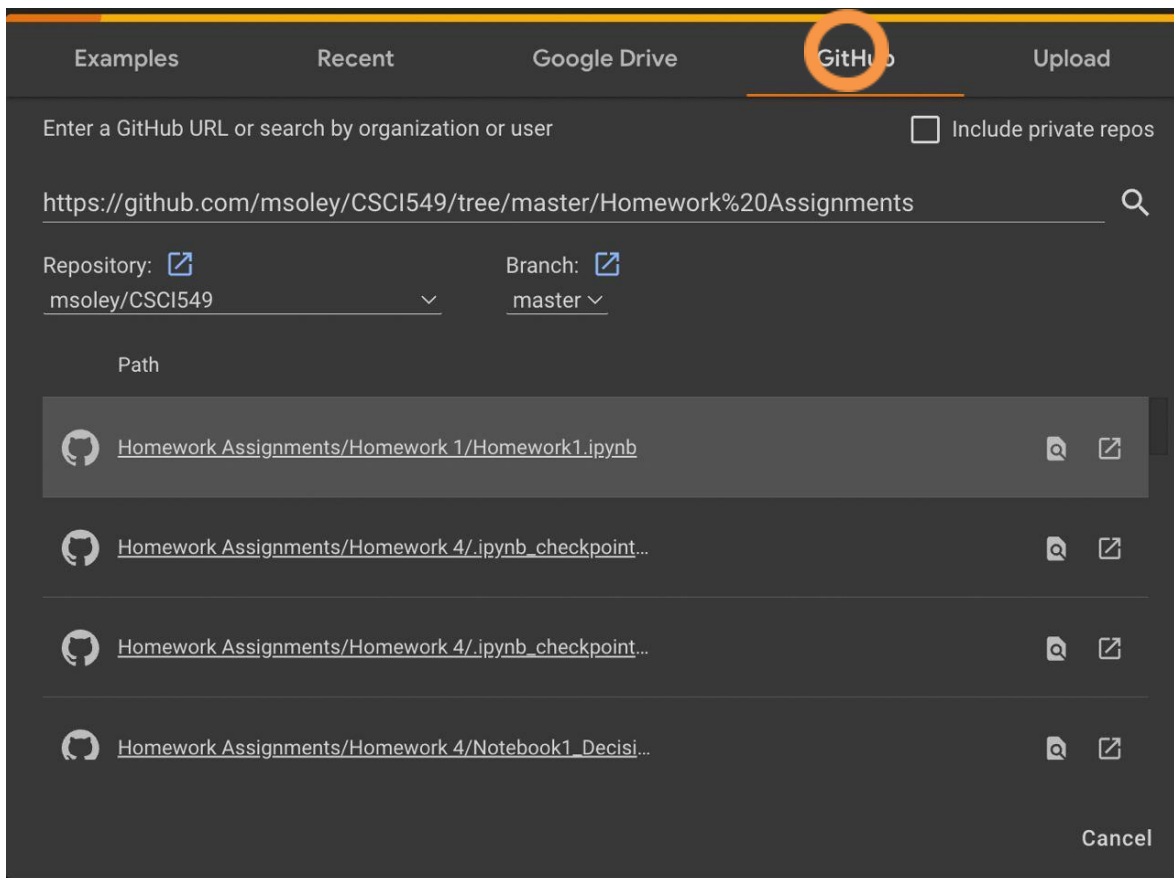 Examples Recent Google Drive GitHub Upload
Enter a GitHub URL or search by organization or user Include private repos
https://github.com/msoley/CSCI549/tree/master/Homework%20Assignments
Repository: Branch:
msoley/CSCI549 master
Path
Homework Assignments/Homework 1/Homework1.ipynb
Homework Assignments/Homework 4/.ipynb_checkpoint…
Homework Assignments/Homework 4/.ipynb_checkpoint…
Homework Assignments/Homework 4/Notebook1_Decisi…
Cancel